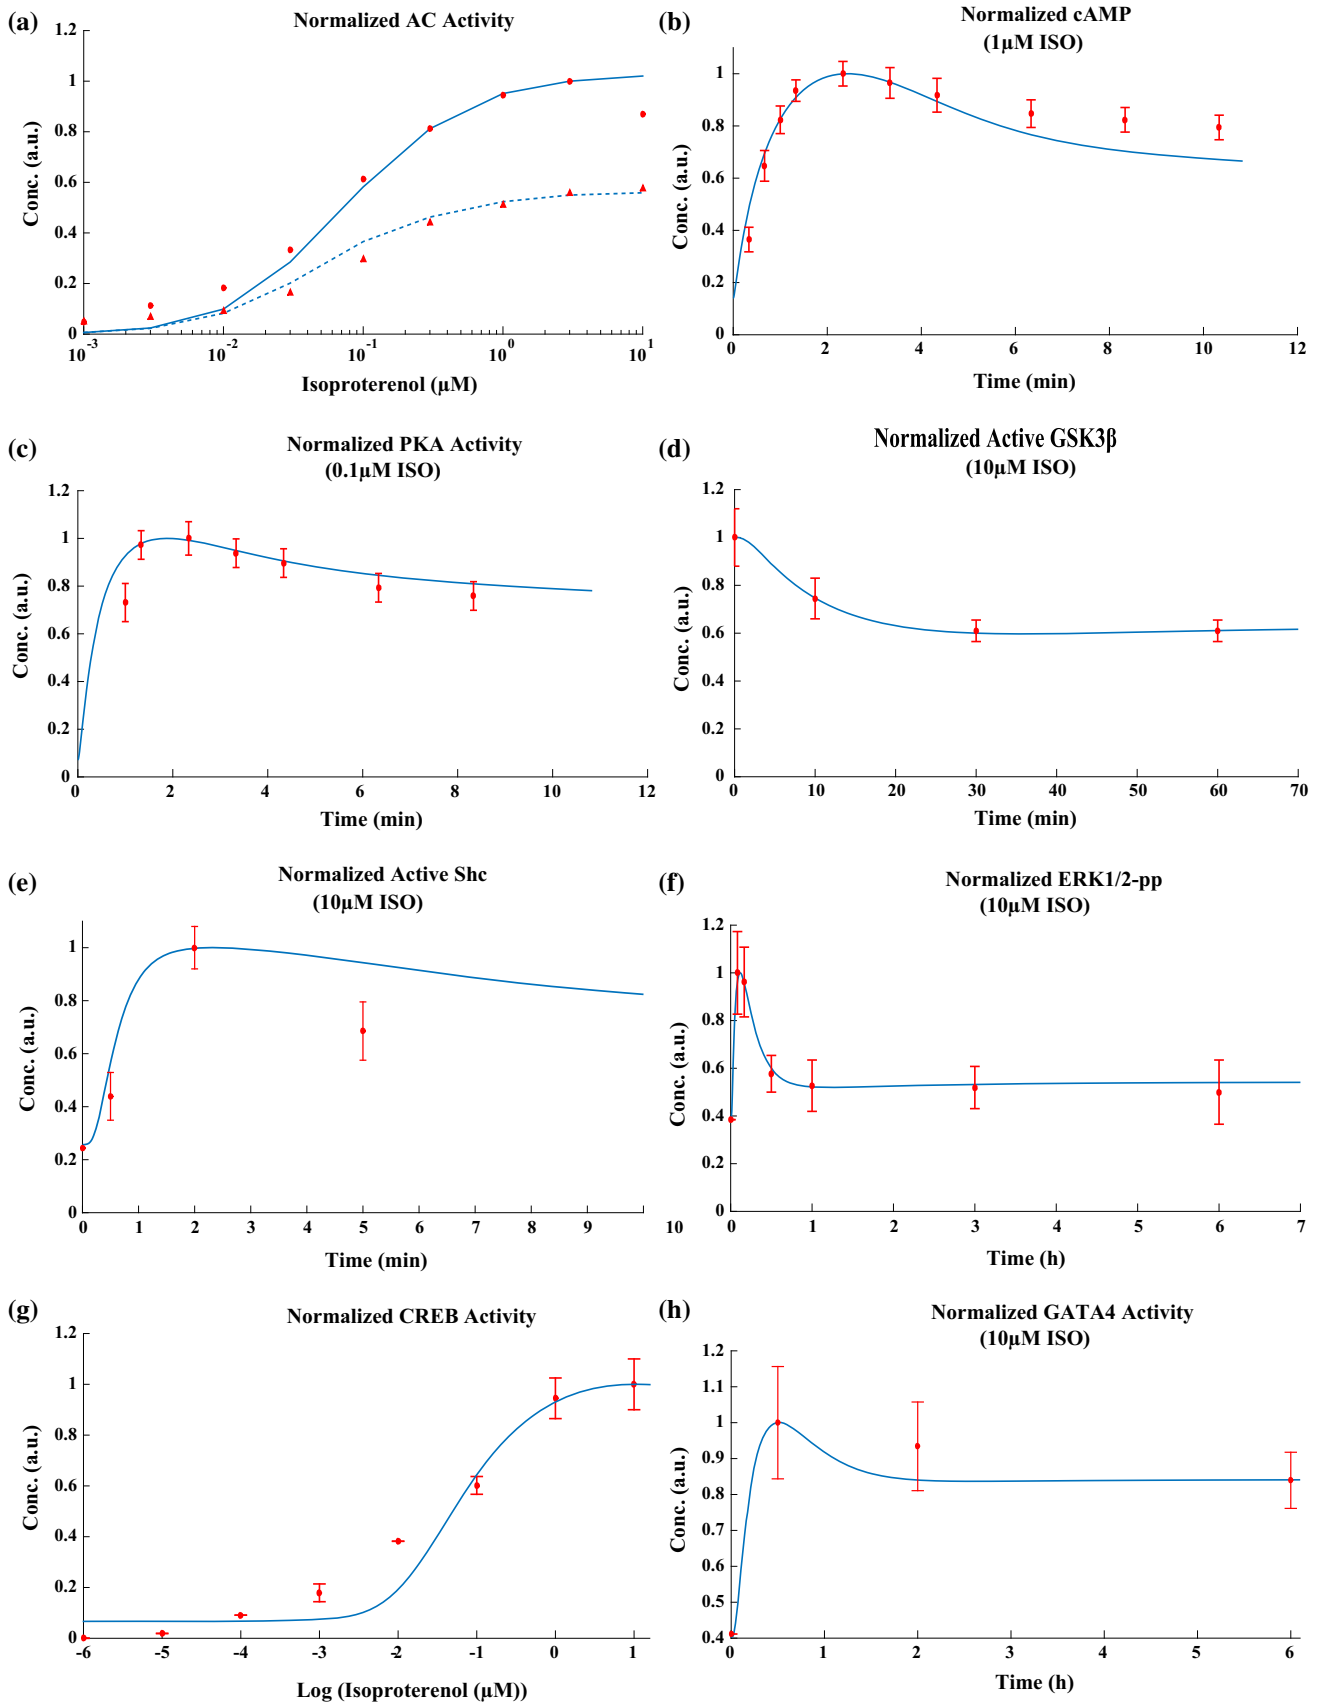 (a)
Normalized AC Activity
1.2
1
0.8
0.6
0.4
0.2
0
Conc. (a.u.)
10^-3 10^-2 10^-1 10^0 10^1
Isoproterenol (µM)
(b)
Normalized cAMP
(1µM ISO)
1.2
1
0.8
0.6
0.4
0.2
0
Conc. (a.u.)
0 2 4 6 8 10 12
Time (min)
(c)
Normalized PKA Activity
(0.1µM ISO)
1.2
1
0.8
0.6
0.4
0.2
0
Conc. (a.u.)
0 2 4 6 8 10 12
Time (min)
(d)
Normalized Active GSK3β
(10µM ISO)
1.2
1
0.8
0.6
0.4
0.2
0
Conc. (a.u.)
0 10 20 30 40 50 60 70
Time (min)
(e)
Normalized Active Shc
(10µM ISO)
1
0.8
0.6
0.4
0.2
0
Conc. (a.u.)
0 1 2 3 4 5 6 7 8 9 10
Time (min)
(f)
Normalized ERK1/2-pp
(10µM ISO)
1.2
1
0.8
0.6
0.4
0.2
0
Conc. (a.u.)
0 1 2 3 4 5 6 7
Time (h)
(g)
Normalized CREB Activity
1.2
1
0.8
0.6
0.4
0.2
0
Conc. (a.u.)
-6 -5 -4 -3 -2 -1 0 1
Log (Isoproterenol (µM))
(h)
Normalized GATA4 Activity
(10µM ISO)
1.2
1.1
1
0.9
0.8
0.7
0.6
0.5
0.4
Conc. (a.u.)
0 1 2 3 4 5 6
Time (h)